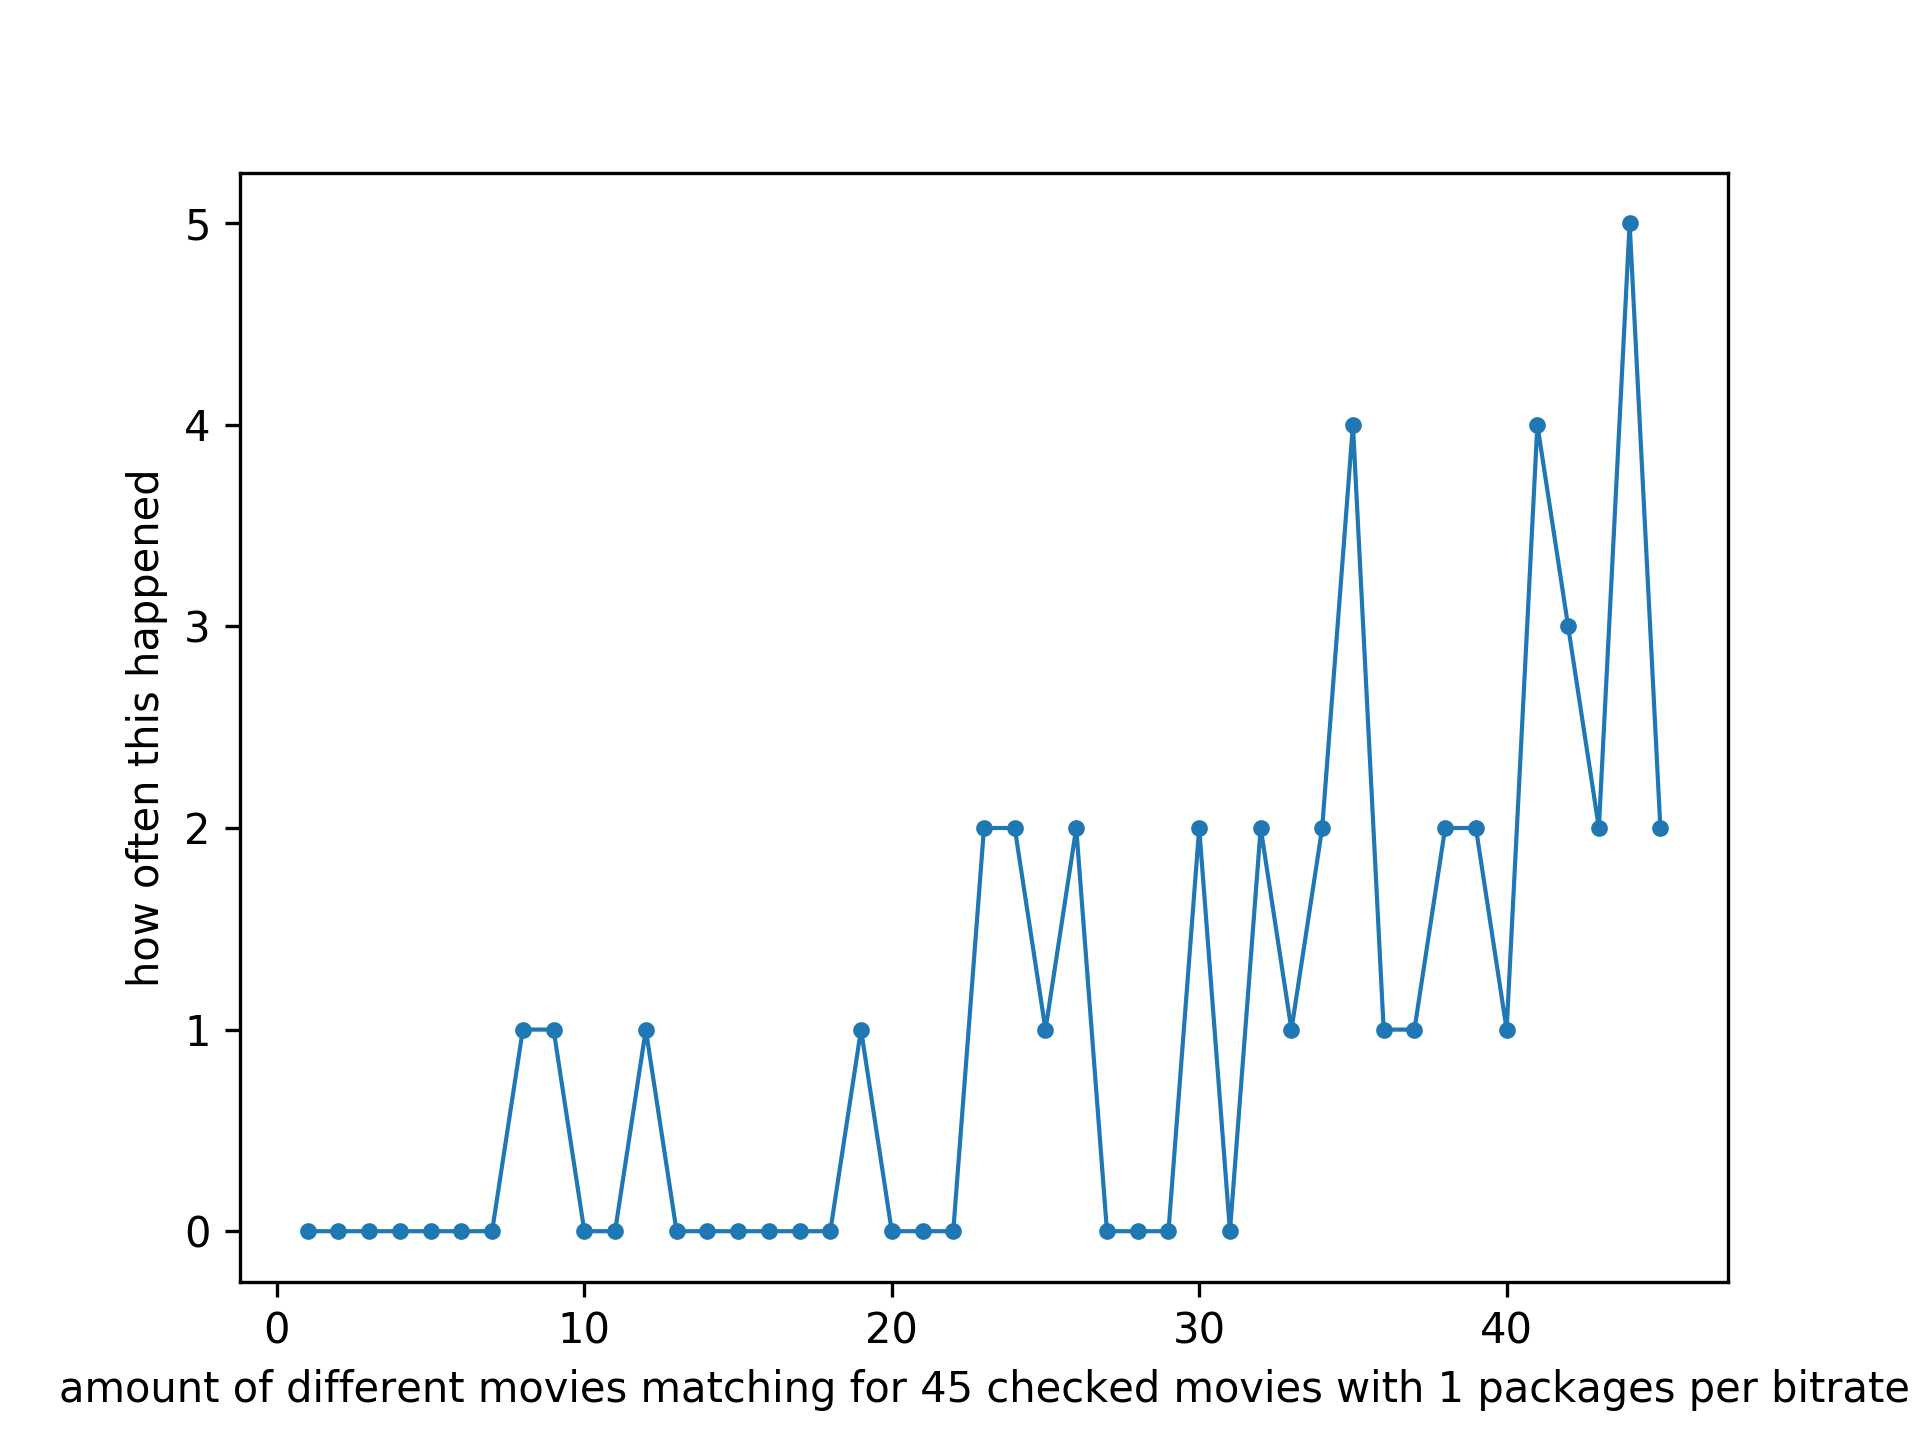 5
4
3
2
1
0
how often this happened
0 10 20 30 40
amount of different movies matching for 45 checked movies with 1 packages per bitrate